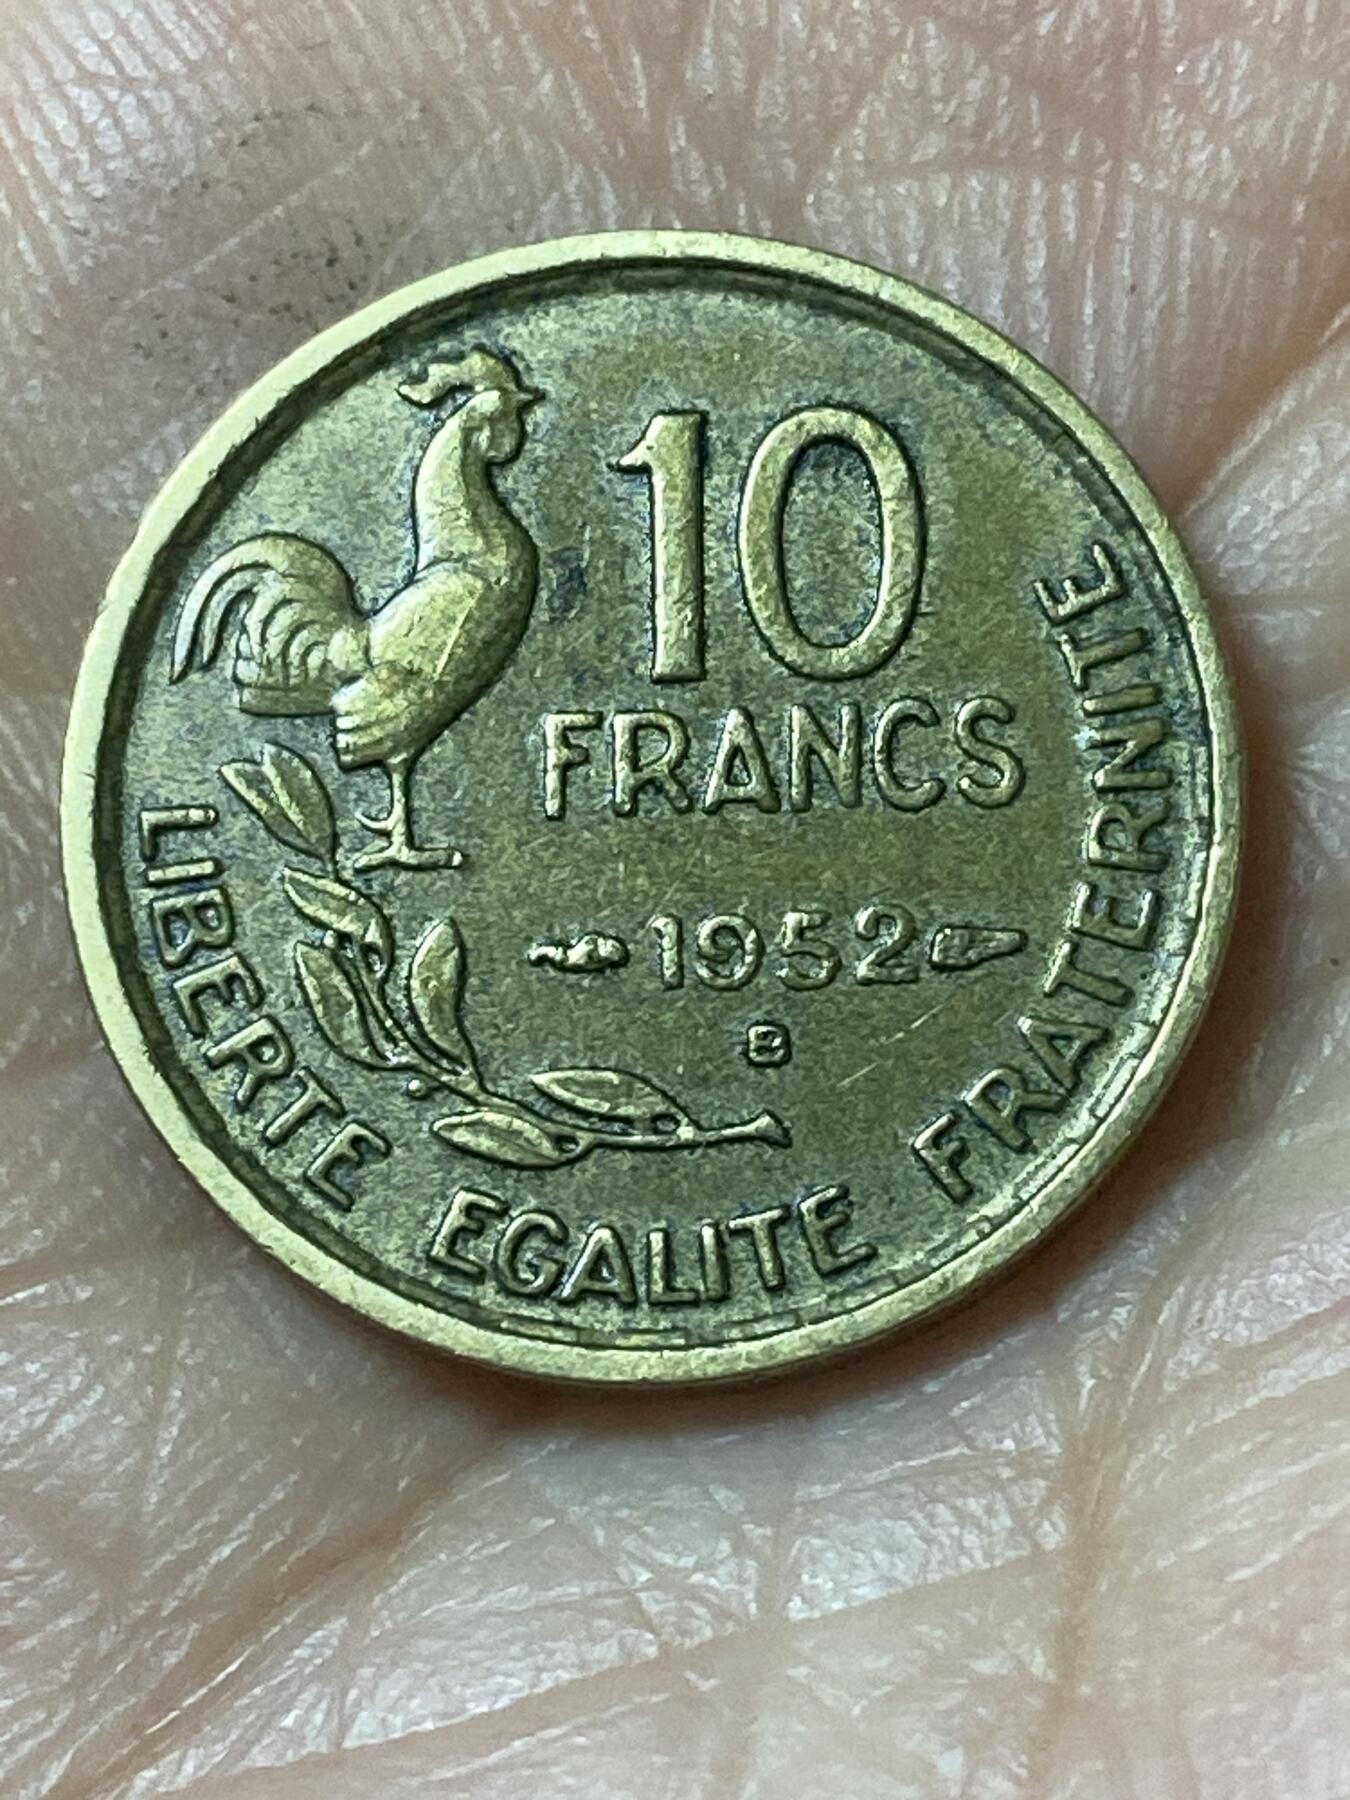 10
FRANCS
1952
B
LIBERTE EGALITE FRATERNITE